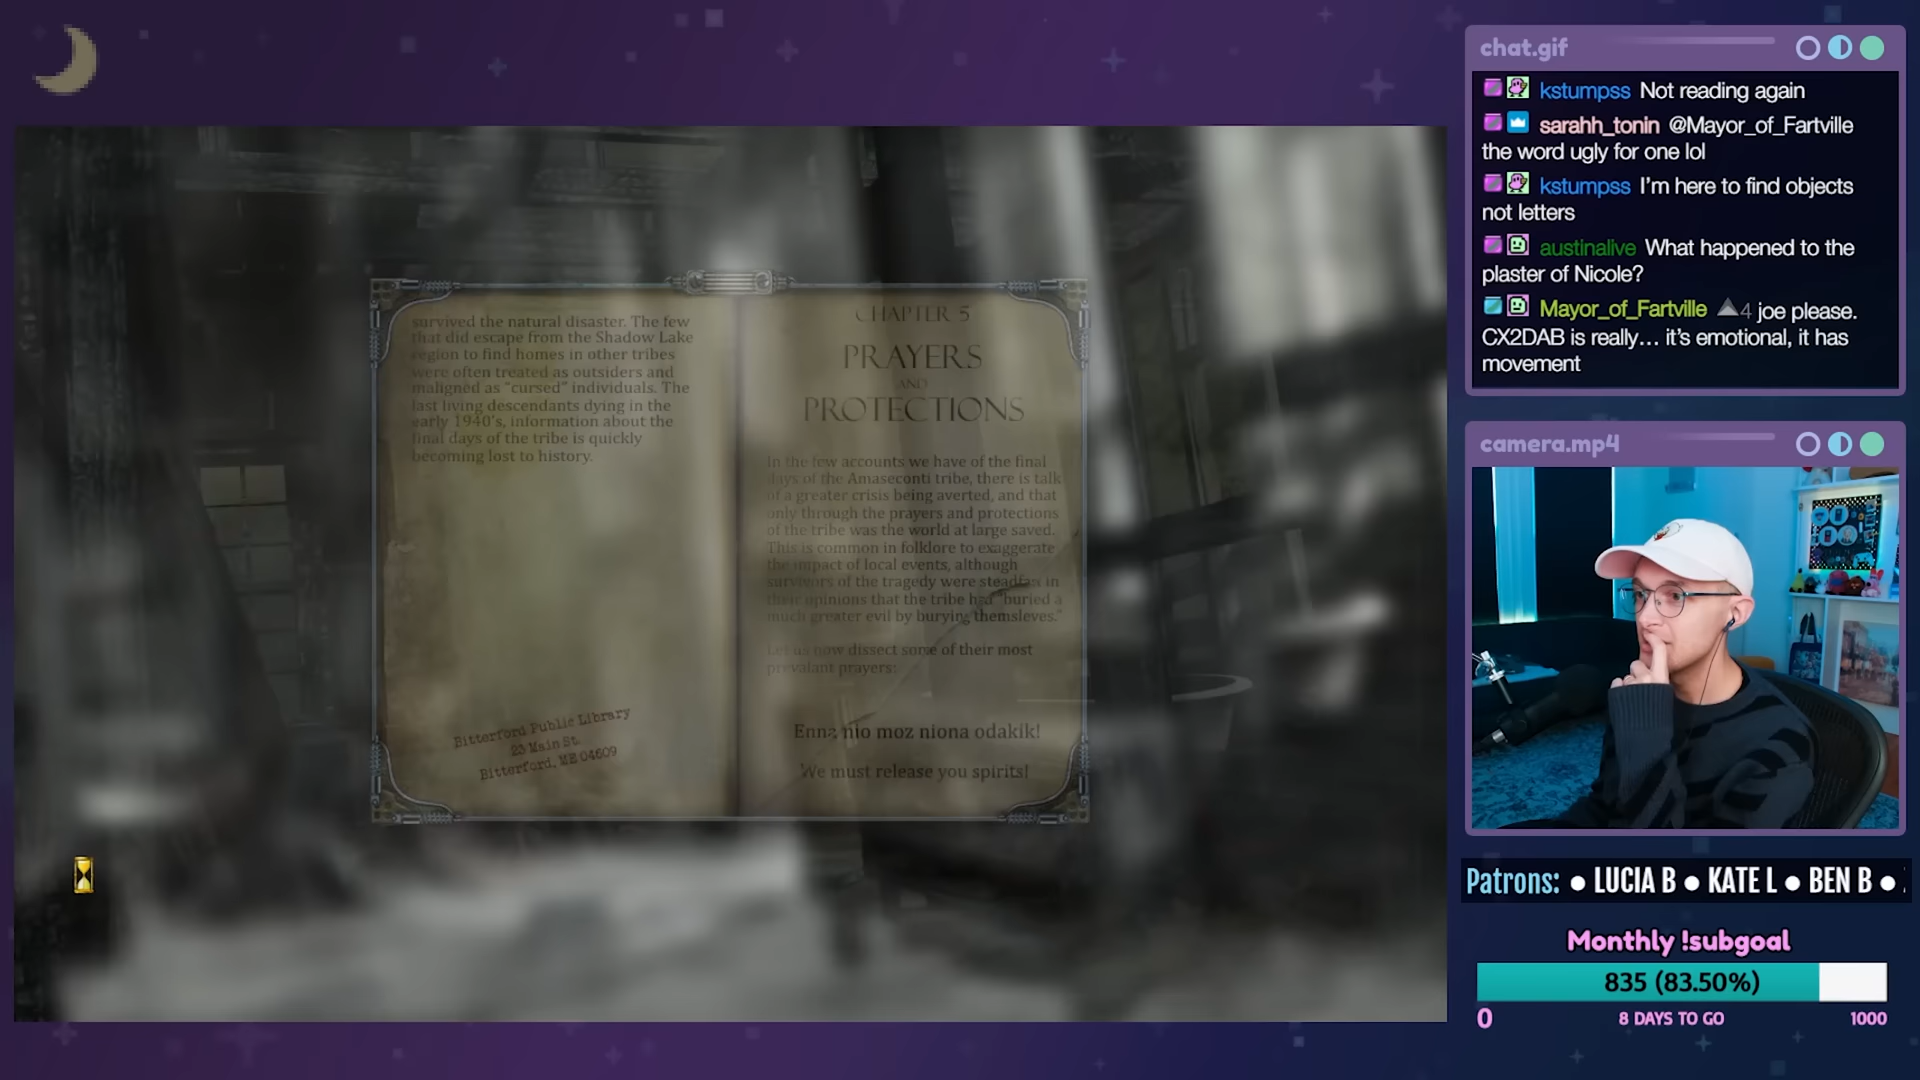 survived the natural disaster. The few
that did escape from the Shadow Lake
region to find homes in other tribes
were often treated as outsiders and
maligned as "cursed" individuals. The
last living descendants dying in the
early 1940's, information about the
final days of the tribe is quickly
becoming lost to history.
Bitterford Public Library
23 Main St.
Bitterford, ME 04609
CHAPTER 5
PRAYERS
AND
PROTECTIONS
In the few accounts we have of the final
days of the Amaseconti tribe, there is talk
of a greater crisis being averted, and that
only through the prayers and protections
of the tribe was the world at large saved.
This is common in folklore to exaggerate
the impact of local events, although
survivors of the tragedy were steadfas in
their opinions that the tribe had "buried a
much greater evil by burying themsleves."
Let us now dissect some of their most
prevalant prayers:
Enna nio moz niona odakik!
We must release you spirits!
chat.gif
kstumpss Not reading again
sarahh_tonin @Mayor_of_Fartville
the word ugly for one lol
kstumpss I'm here to find objects
not letters
austinalive What happened to the
plaster of Nicole?
Mayor_of_Fartville 4 joe please.
CX2DAB is really... it's emotional, it has
movement
camera.mp4
Patrons: ● LUCIA B ● KATE L ● BEN B ●
Monthly !subgoal
835 (83.50%)
0 8 DAYS TO GO 1000